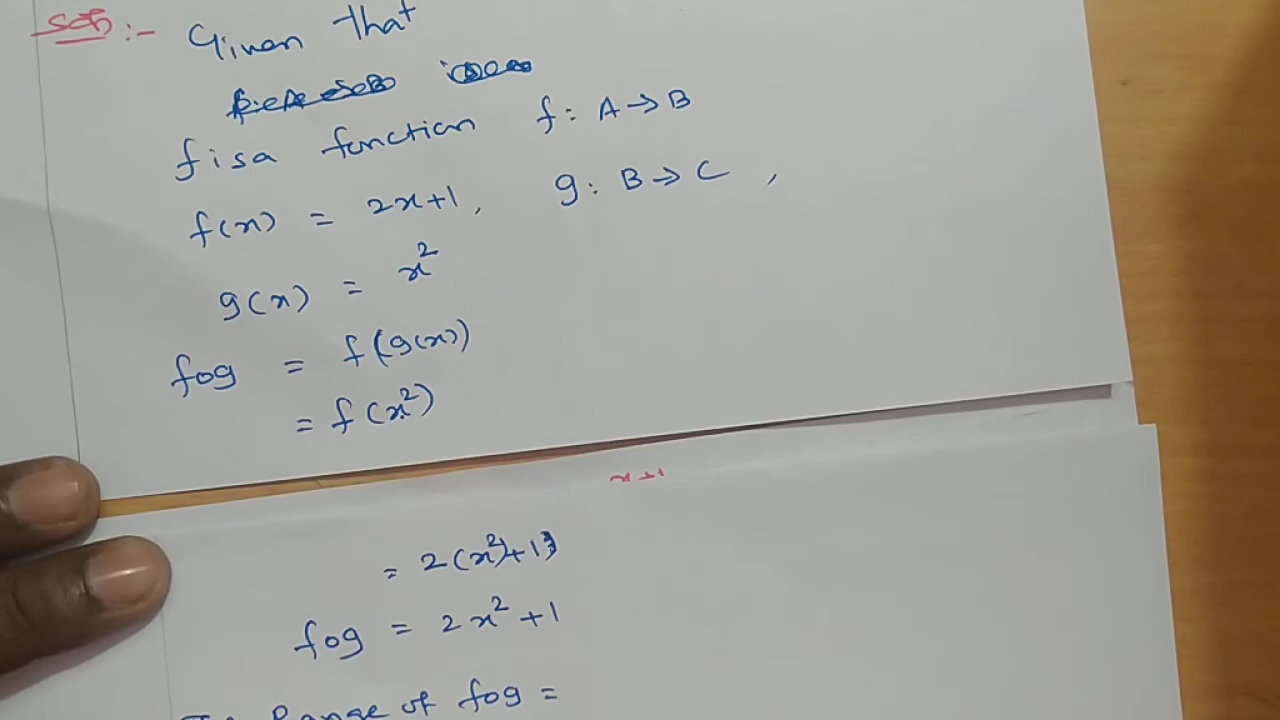 Soln :- Given that
f is a function f: A→B
f(x) = 2x+1, g: B→C ,
g(x) = x²
fog = f(g(x))
= f(x²)
x+1
= 2(x²)+1
fog = 2x²+1
Range of fog =